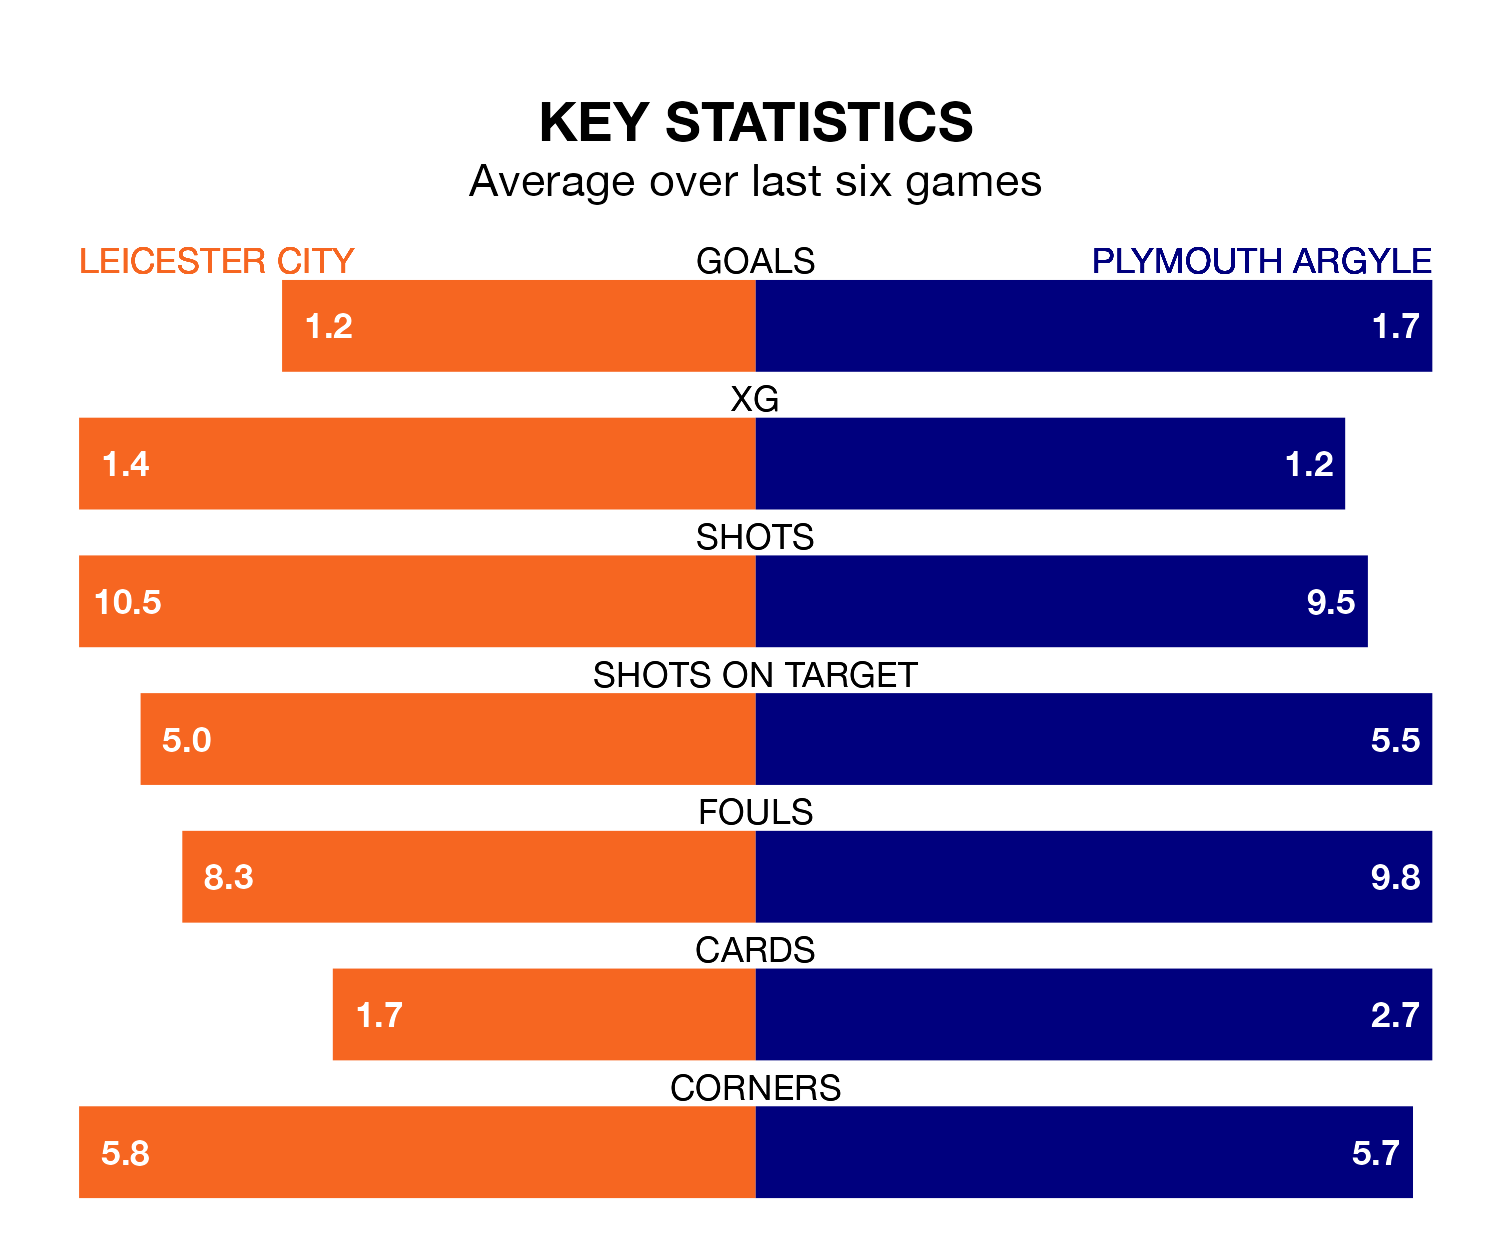 KEY STATISTICS
Average over last six games
LEICESTER CITY GOALS PLYMOUTH ARGYLE
1.2 1.7
XG
1.4 1.2
SHOTS
10.5 9.5
SHOTS ON TARGET
5.0 5.5
FOULS
8.3 9.8
CARDS
1.7 2.7
CORNERS
5.8 5.7